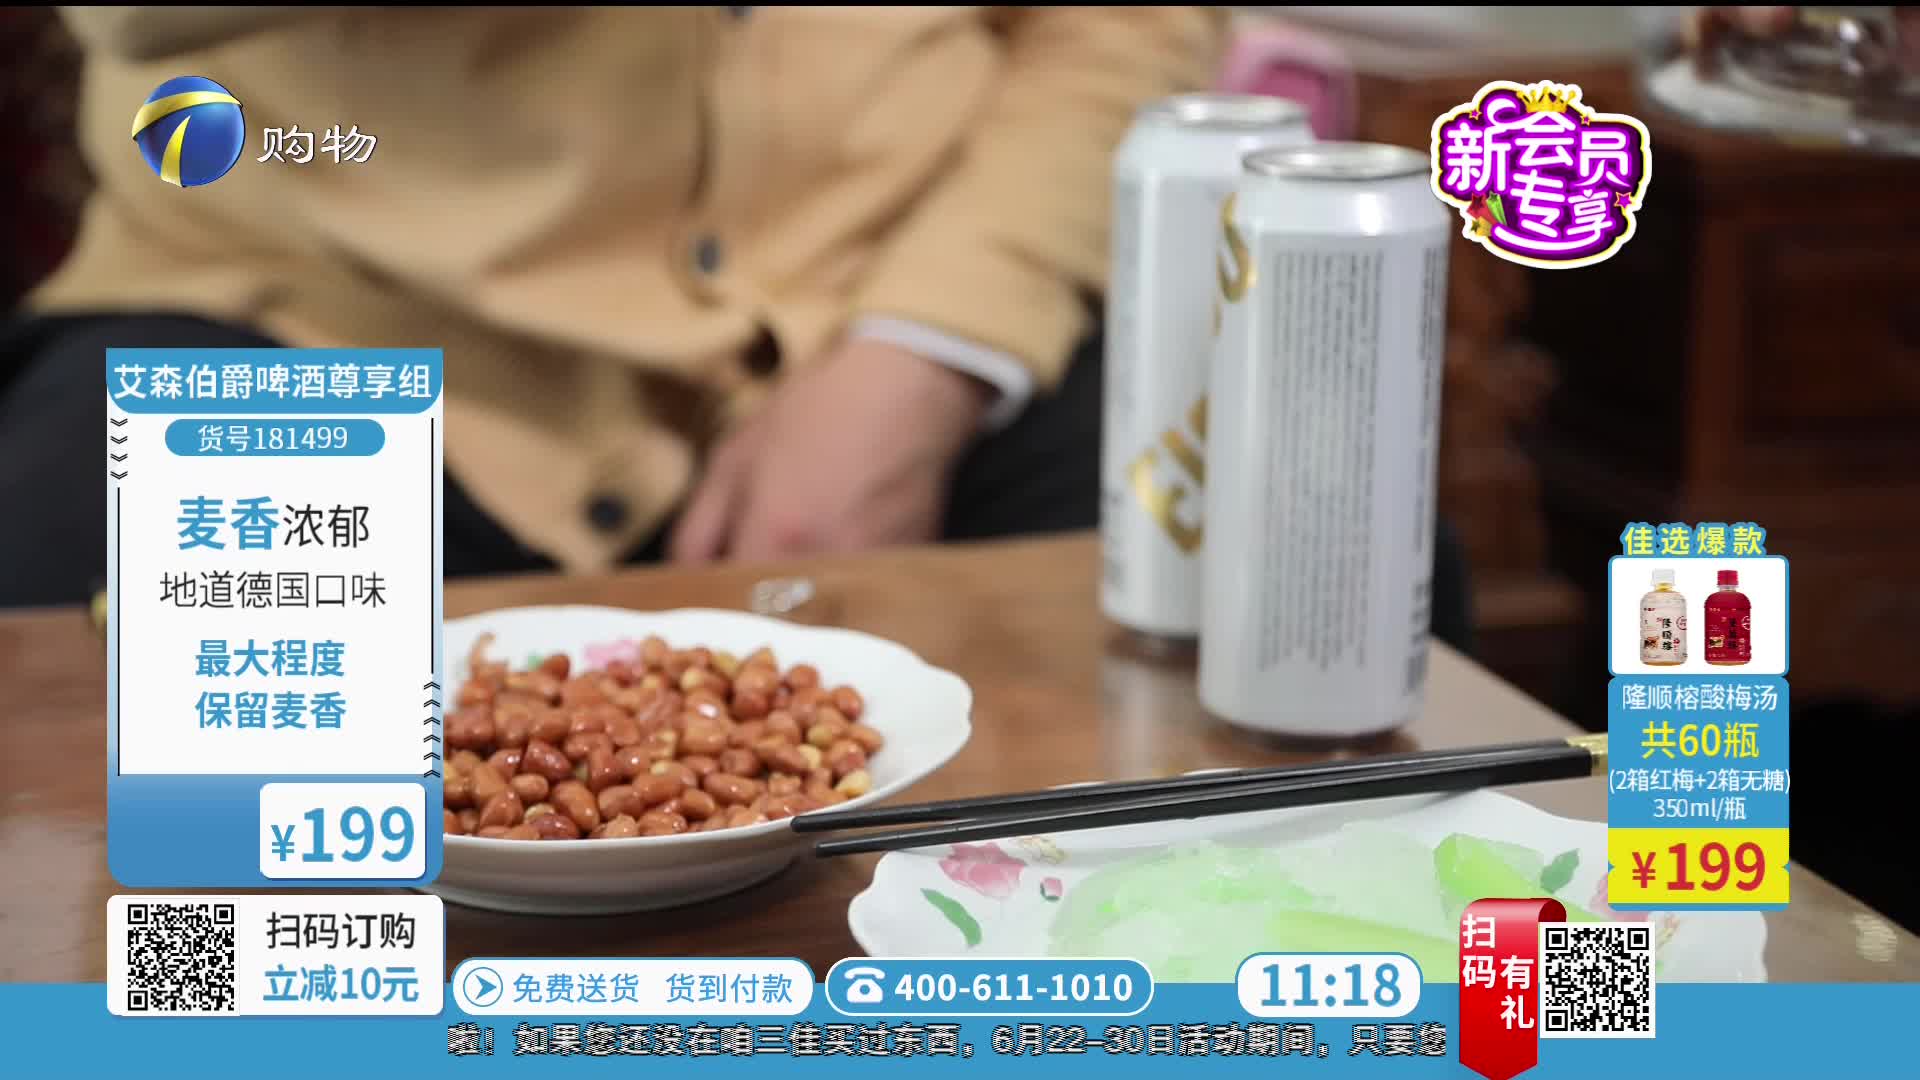 购物
新会员
专享
艾森伯爵啤酒尊享组
货号181499
麦香浓郁
地道德国口味
最大程度
保留麦香
¥199
扫码订购
立减10元
佳选爆款
隆顺榕酸梅汤
共60瓶
(2箱红梅+2箱无糖)
350ml/瓶
¥199
扫码有礼
免费送货 货到付款
400-611-1010
11:18
啦！如果您还没在咱三佳买过东西，6月22-30日活动期间，只要您